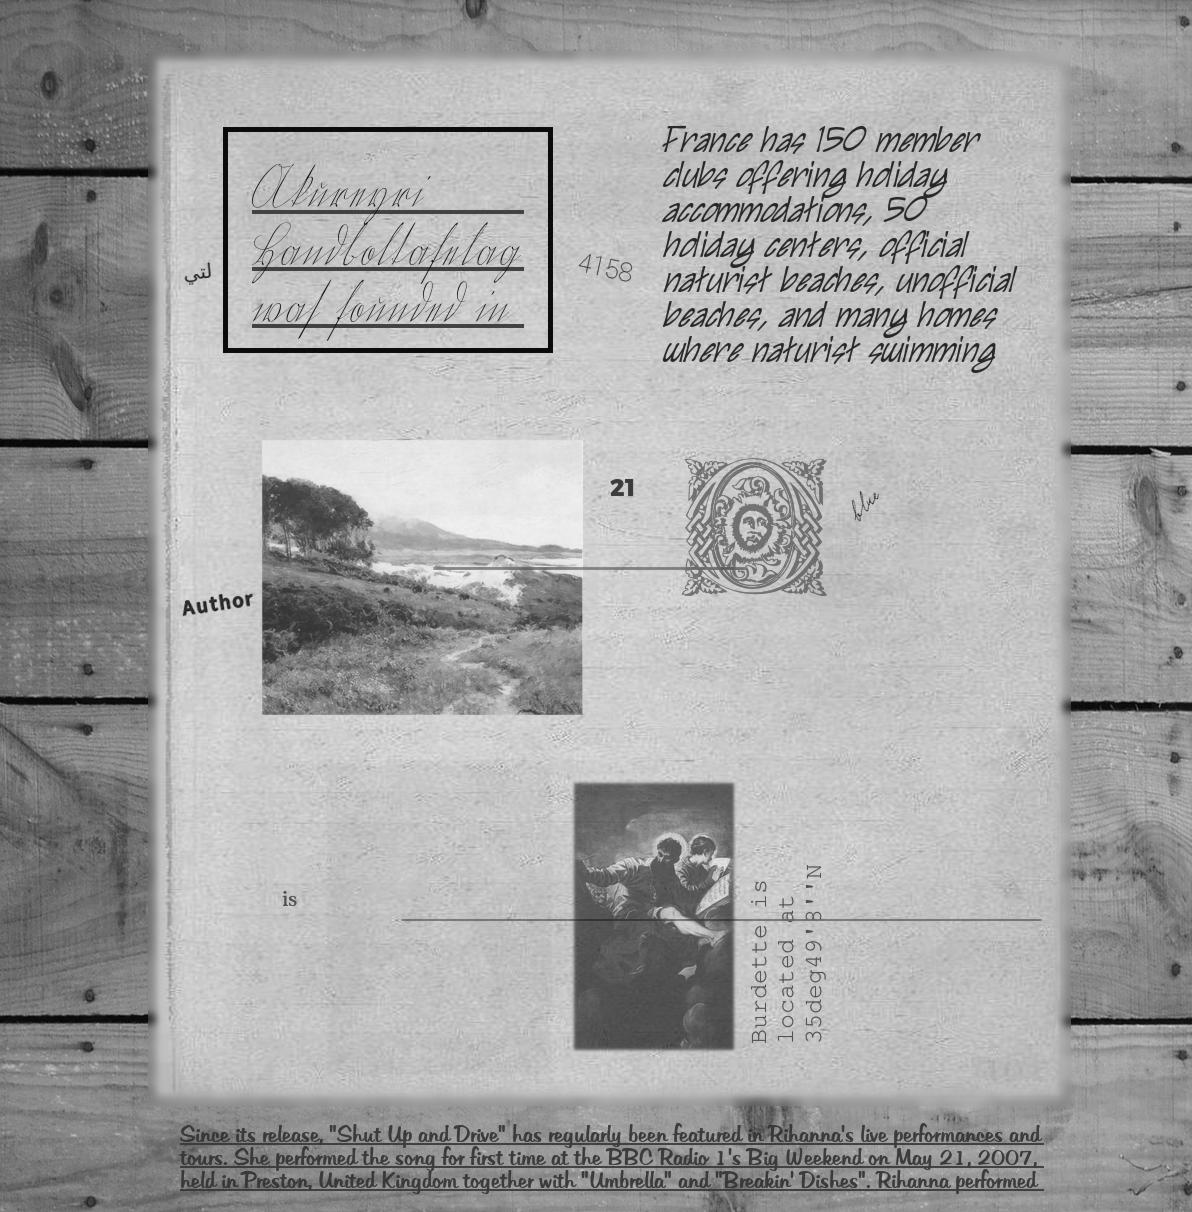 Akureyri
Handboltafelag
was founded in
لتي
4158
France has 150 member
clubs offering holiday
accommodations, 50
holiday centers, official
naturist beaches, unofficial
beaches, and many homes
where naturist swimming
21
blue
Author
is
Burdette is
located at
35deg49'8''N
Since its release, "Shut Up and Drive" has regularly been featured in Rihanna's live performances and
tours. She performed the song for first time at the BBC Radio 1's Big Weekend on May 21, 2007,
held in Preston, United Kingdom together with "Umbrella" and "Breakin' Dishes". Rihanna performed